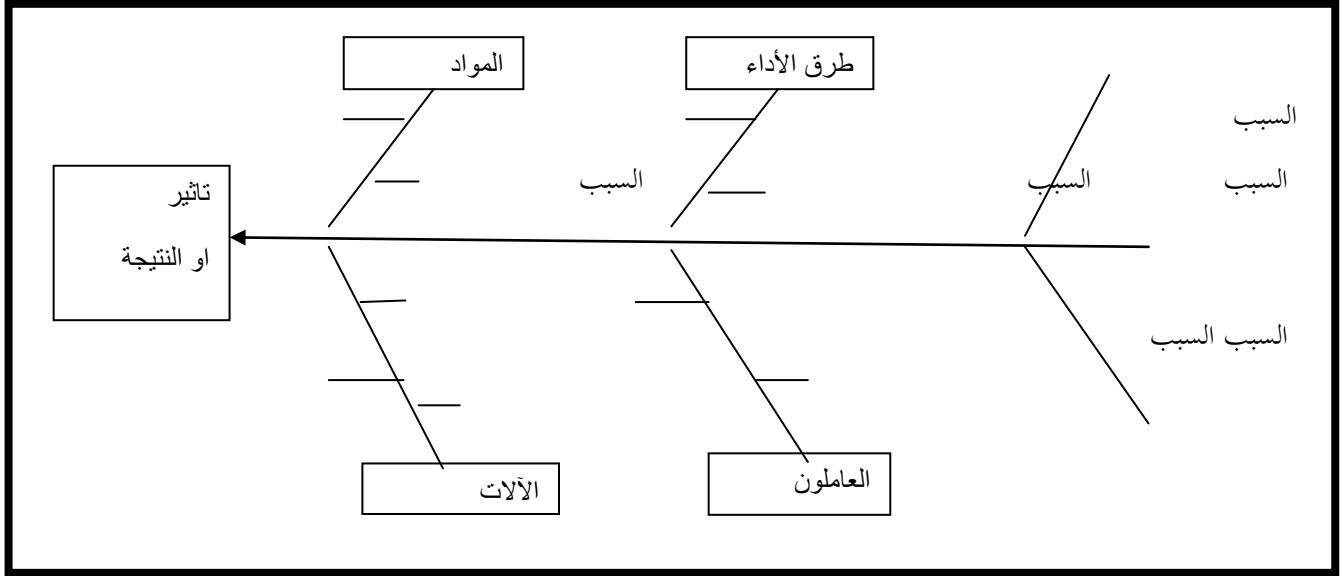 طرق الأداء
المواد
السبب
السبب
السبب
السبب
تاثير
او النتيجة
السبب السبب
العاملون
الآلات